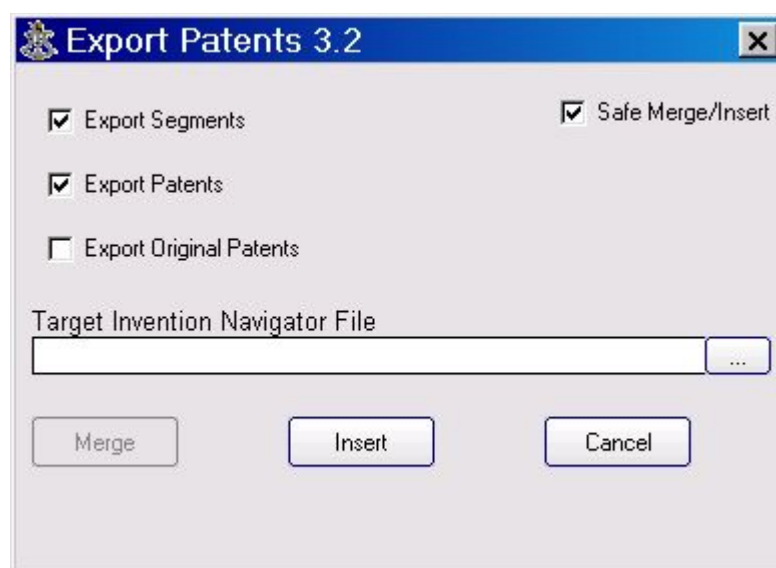 Export Patents 3.2
Export Segments
Safe Merge/Insert
Export Patents
Export Original Patents
Target Invention Navigator File
...
Merge
Insert
Cancel